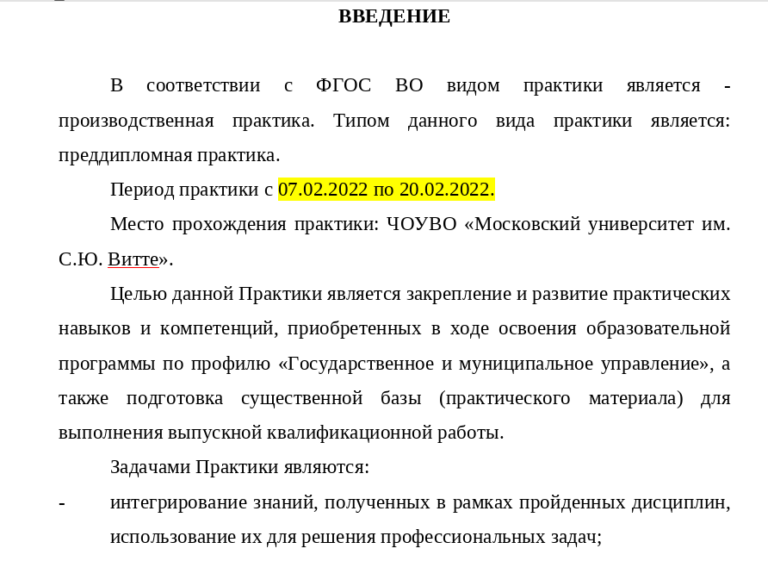 ВВЕДЕНИЕ
В соответствии с ФГОС ВО видом практики является -
производственная практика. Типом данного вида практики является:
преддипломная практика.
Период практики с 07.02.2022 по 20.02.2022.
Место прохождения практики: ЧОУВО «Московский университет им.
С.Ю. Витте».
Целью данной Практики является закрепление и развитие практических
навыков и компетенций, приобретенных в ходе освоения образовательной
программы по профилю «Государственное и муниципальное управление», а
также подготовка существенной базы (практического материала) для
выполнения выпускной квалификационной работы.
Задачами Практики являются:
- интегрирование знаний, полученных в рамках пройденных дисциплин,
использование их для решения профессиональных задач;